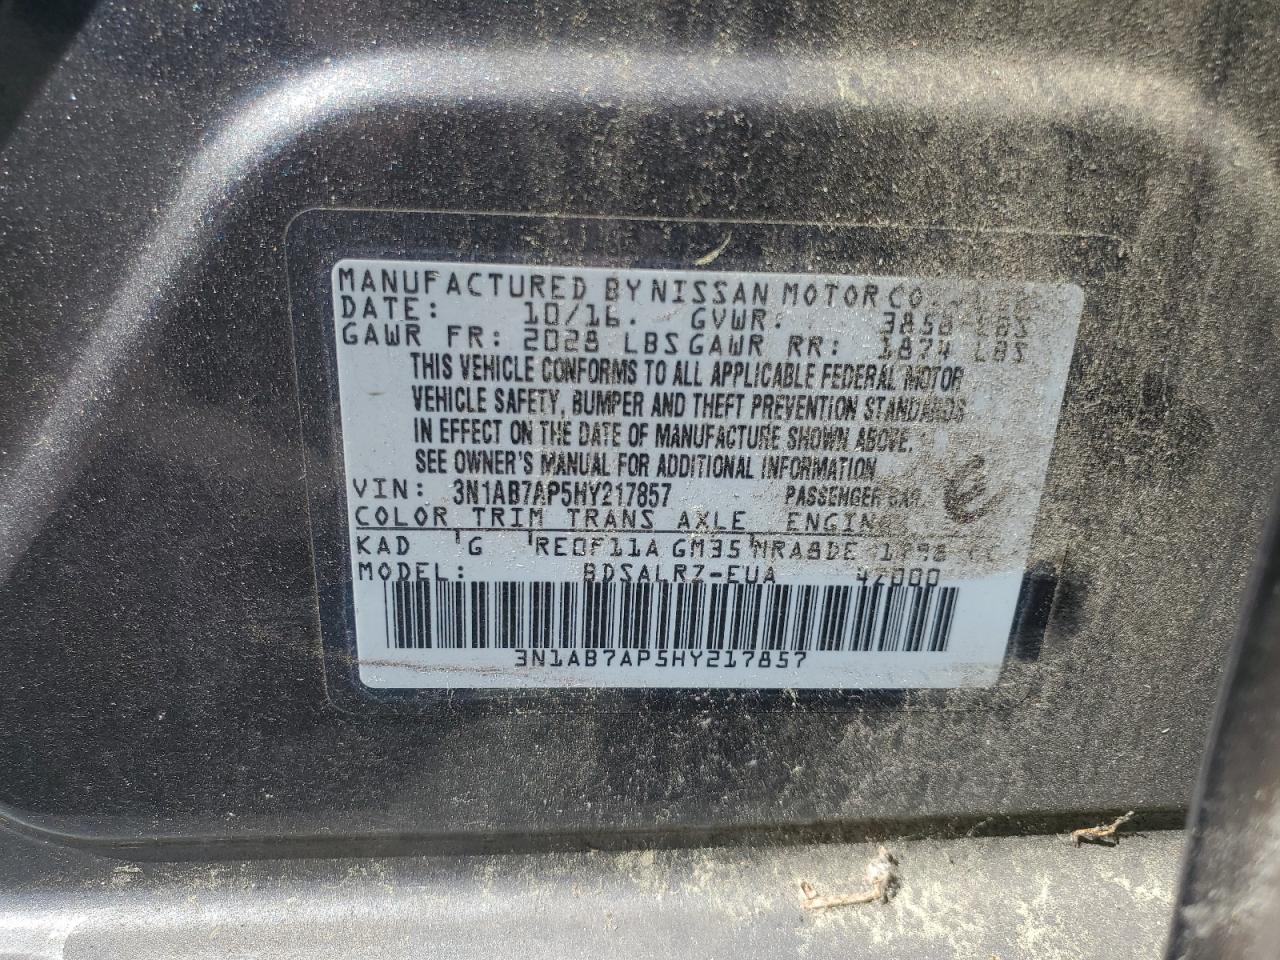 MANUFACTURED BY NISSAN MOTOR CO.
DATE: 10/16. GVWR: 3858 LBS
GAWR FR: 2028 LBS GAWR RR: 1874 LBS
THIS VEHICLE CONFORMS TO ALL APPLICABLE FEDERAL MOTOR
VEHICLE SAFETY, BUMPER AND THEFT PREVENTION STANDARDS
IN EFFECT ON THE DATE OF MANUFACTURE SHOWN ABOVE.
SEE OWNER'S MANUAL FOR ADDITIONAL INFORMATION
VIN: 3N1AB7AP5HY217857 PASSENGER CAR
COLOR TRIM TRANS AXLE ENGINE
KAD G RE0F11A GM35 MRA8DE 1798 CC
MODEL: BDSALRZ-EUA 42000
3N1AB7AP5HY217857